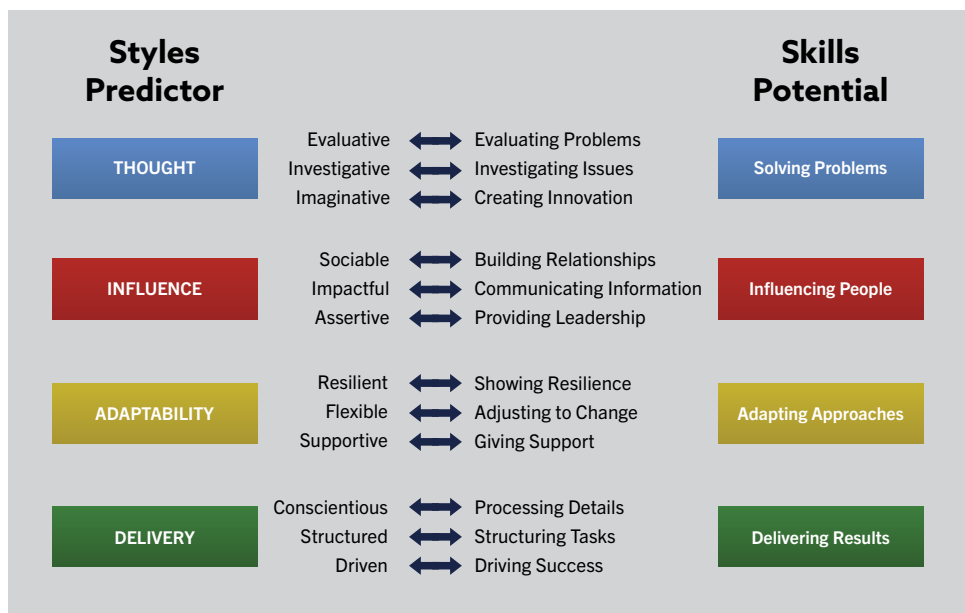 Styles
Predictor
Skills
Potential
THOUGHT
Evaluative Evaluating Problems
Investigative Investigating Issues
Imaginative Creating Innovation
Solving Problems
INFLUENCE
Sociable Building Relationships
Impactful Communicating Information
Assertive Providing Leadership
Influencing People
ADAPTABILITY
Resilient Showing Resilience
Flexible Adjusting to Change
Supportive Giving Support
Adapting Approaches
DELIVERY
Conscientious Processing Details
Structured Structuring Tasks
Driven Driving Success
Delivering Results